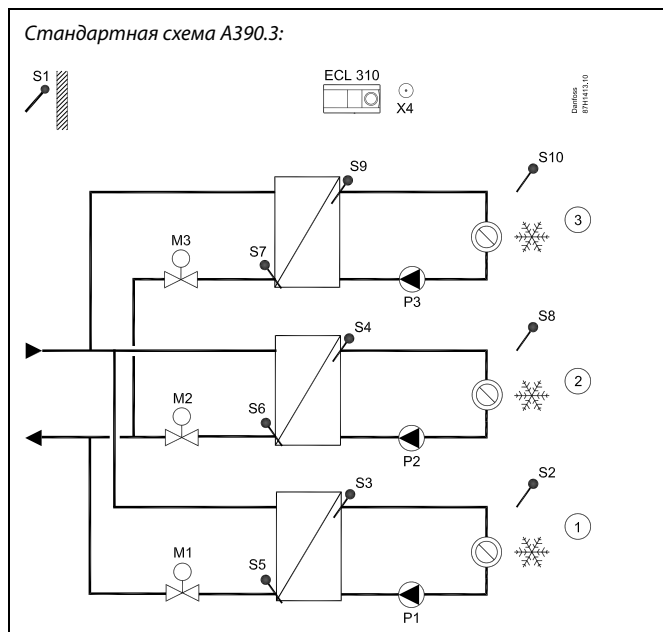 Стандартная схема A390.3:
S1
ECL 310
X4
Danfoss
87H1413.10
S9
S10
3
M3
S7
P3
S4
S8
2
M2
S6
P2
S3
S2
1
M1
S5
P1